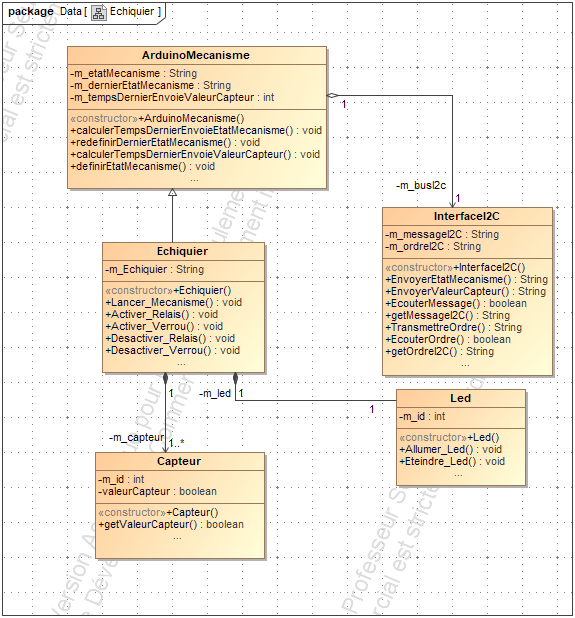 package Data [ Echiquier ]
ArduinoMecanisme
-m_etatMecanisme : String
-m_dernierEtatMecanisme : String
-m_tempsDernierEnvoieValeurCapteur : int
«constructor»+ArduinoMecanisme()
+calculerTempsDernierEnvoieEtatMecanisme() : void
+redefinirDernierEtatMecanisme() : void
+calculerTempsDernierEnvoieValeurCapteur() : void
+definirEtatMecanisme() : void
...
1
-m_busI2c
1
InterfaceI2C
-m_messageI2C : String
-m_ordreI2C : String
«constructor»+InterfaceI2C()
+EnvoyerEtatMecanisme() : String
+EnvoyerValeurCapteur() : String
+EcouterMessage() : boolean
+getMessageI2C() : String
+TransmettreOrdre() : String
+EcouterOrdre() : boolean
+getOrdreI2C() : String
...
Echiquier
-m_Echiquier : String
«constructor»+Echiquier()
+Lancer_Mecanisme() : void
+Activer_Relais() : void
+Activer_Verrou() : void
+Desactiver_Relais() : void
+Desactiver_Verrou() : void
...
1
-m_led
1
1
-m_capteur
1..*
Led
-m_id : int
«constructor»+Led()
+Allumer_Led() : void
+Eteindre_Led() : void
...
Capteur
-m_id : int
-valeurCapteur : boolean
«constructor»+Capteur()
+getValeurCapteur() : boolean
...